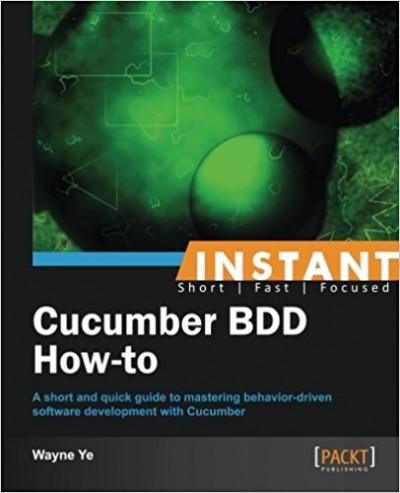 INSTANT
Short | Fast | Focused
Cucumber BDD
How-to
A short and quick guide to mastering behavior-driven
software development with Cucumber
Wayne Ye
[PACKT]
PUBLISHING